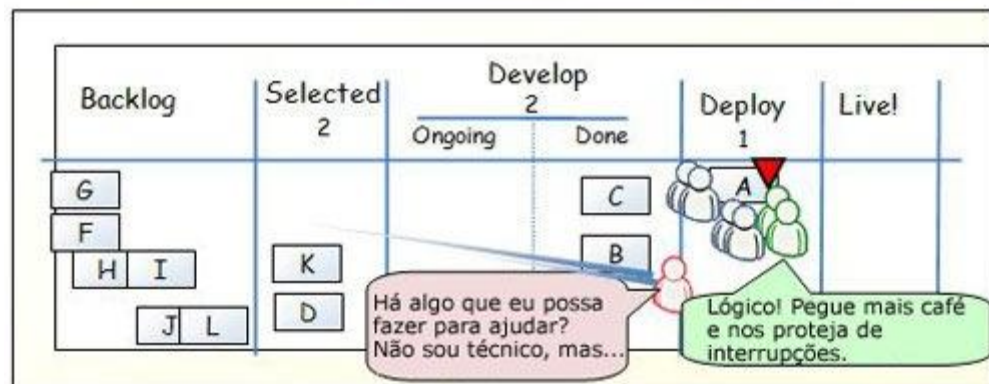 Backlog
Selected
2
Develop
2
Ongoing
Done
Deploy
1
Live!
G
F
H
I
J
L
K
D
C
B
A
Há algo que eu possa
fazer para ajudar?
Não sou técnico, mas...
Lógico! Pegue mais café
e nos proteja de
interrupções.